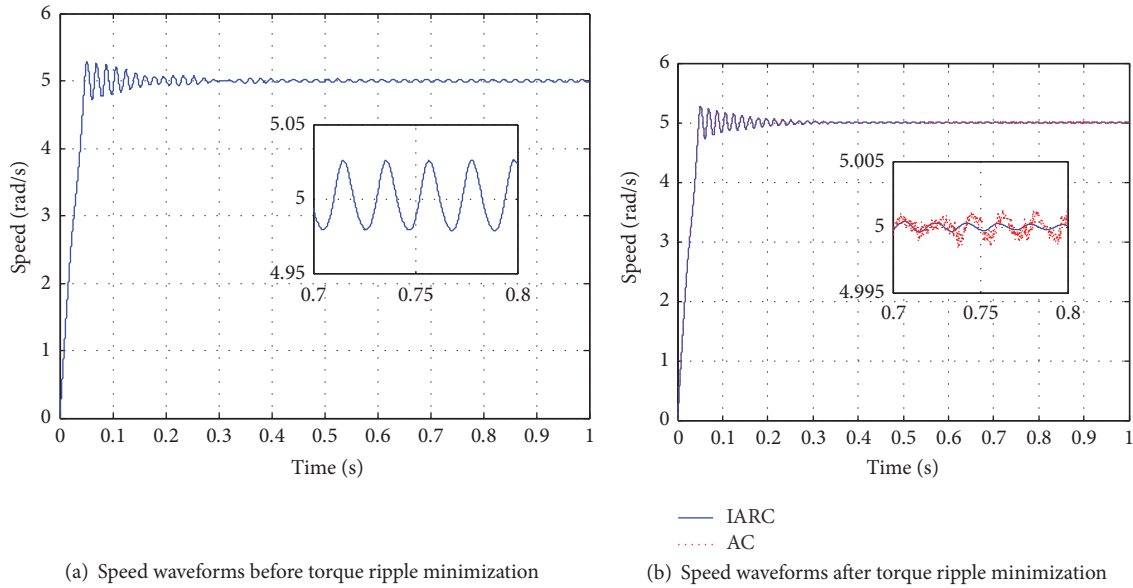 6
5
4
3
2
1
0
Speed (rad/s)
5.05
5
4.95
0.7 0.75 0.8
0 0.1 0.2 0.3 0.4 0.5 0.6 0.7 0.8 0.9 1
Time (s)
(a) Speed waveforms before torque ripple minimization
6
5
4
3
2
1
0
Speed (rad/s)
5.005
5
4.995
0.7 0.75 0.8
0 0.1 0.2 0.3 0.4 0.5 0.6 0.7 0.8 0.9 1
Time (s)
IARC
AC
(b) Speed waveforms after torque ripple minimization